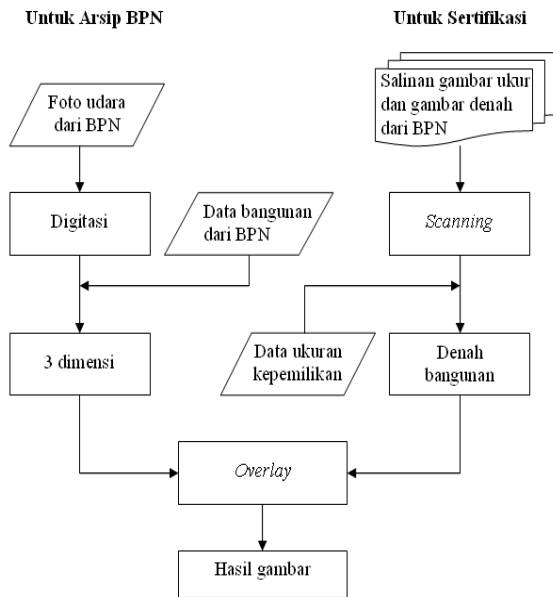 Untuk Arsip BPN
Untuk Sertifikasi
Foto udara
dari BPN
Salinan gambar ukur
dan gambar denah
dari BPN
Digitasi
Data bangunan
dari BPN
Scanning
3 dimensi
Data ukuran
kepemilikan
Denah
bangunan
Overlay
Hasil gambar